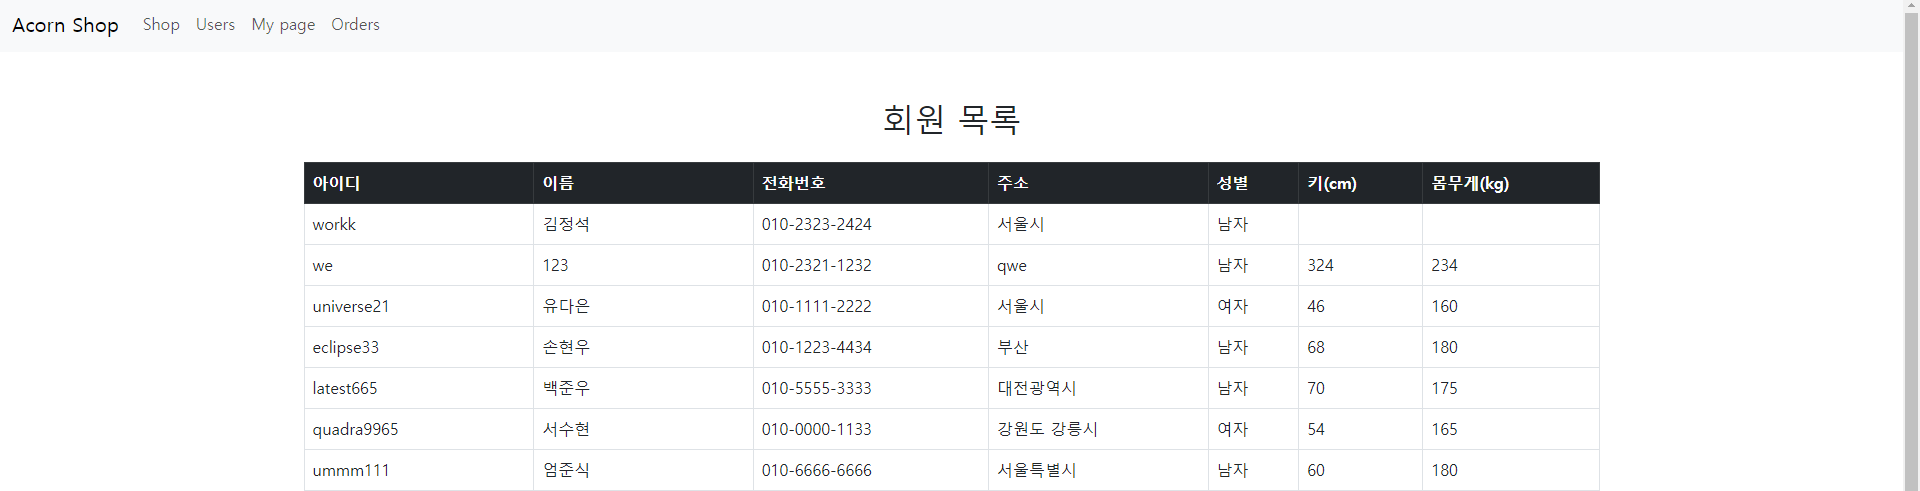 Acorn Shop Shop Users My page Orders
회원 목록
아이디 이름 전화번호 주소 성별 키(cm) 몸무게(kg)
workk 김정석 010-2323-2424 서울시 남자
we 123 010-2321-1232 qwe 남자 324 234
universe21 유다은 010-1111-2222 서울시 여자 46 160
eclipse33 손현우 010-1223-4434 부산 남자 68 180
latest665 백준우 010-5555-3333 대전광역시 남자 70 175
quadra9965 서수현 010-0000-1133 강원도 강릉시 여자 54 165
ummm111 엄준식 010-6666-6666 서울특별시 남자 60 180